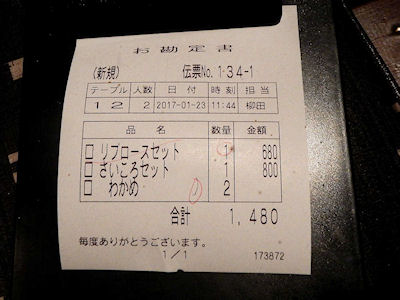 お勘定書
(新規) 伝票No. 1-34-1
テーブル 人数 日付 時刻 担当
12 2 2017-01-23 11:44 柳田
品名 数量 金額
□ リブロースセット 1 680
□ さいころセット 1 800
□ わかめ 2
合計 1,480
毎度ありがとうございます。
1/1 173872